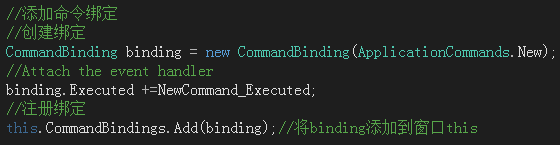 //添加命令绑定
//创建绑定
CommandBinding binding = new CommandBinding(ApplicationCommands.New);
//Attach the event handler
binding.Executed +=NewCommand_Executed;
//注册绑定
this.CommandBindings.Add(binding);//将binding添加到窗口this